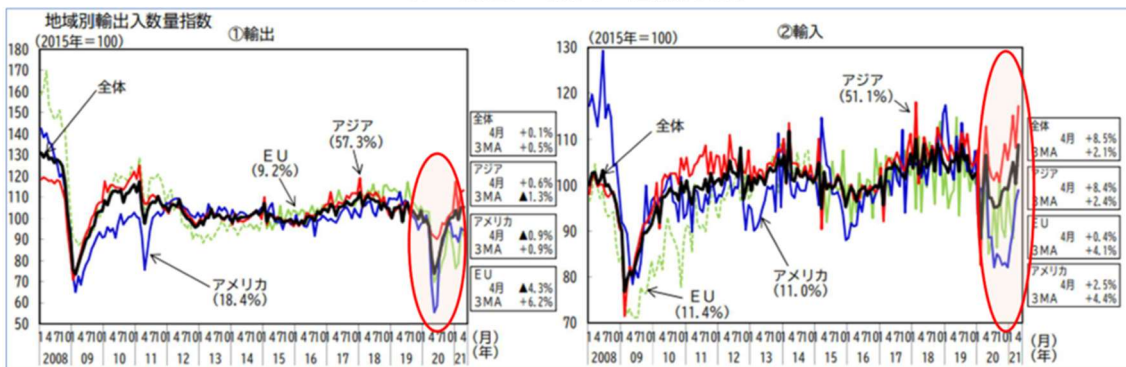 地域別輸出入数量指数
(2015年=100)
①輸出
180
170
160
150
140
130
120
110
100
90
80
70
60
50
全体
EU
(9.2%)
アジア
(57.3%)
アメリカ
(18.4%)
全体
4月 +0.1%
3MA +0.5%
アジア
4月 +0.6%
3MA ▲1.3%
アメリカ
4月 ▲0.9%
3MA +0.9%
EU
4月 ▲4.3%
3MA +6.2%
(月)
2008 09 10 11 12 13 14 15 16 17 18 19 20 21 (年)
(2015年=100)
②輸入
130
120
110
100
90
80
70
全体
アジア
(51.1%)
EU
(11.4%)
アメリカ
(11.0%)
全体
4月 +8.5%
3MA +2.1%
アジア
4月 +8.4%
3MA +2.4%
EU
4月 +0.4%
3MA +4.1%
アメリカ
4月 +2.5%
3MA +4.4%
(月)
2008 09 10 11 12 13 14 15 16 17 18 19 20 21 (年)